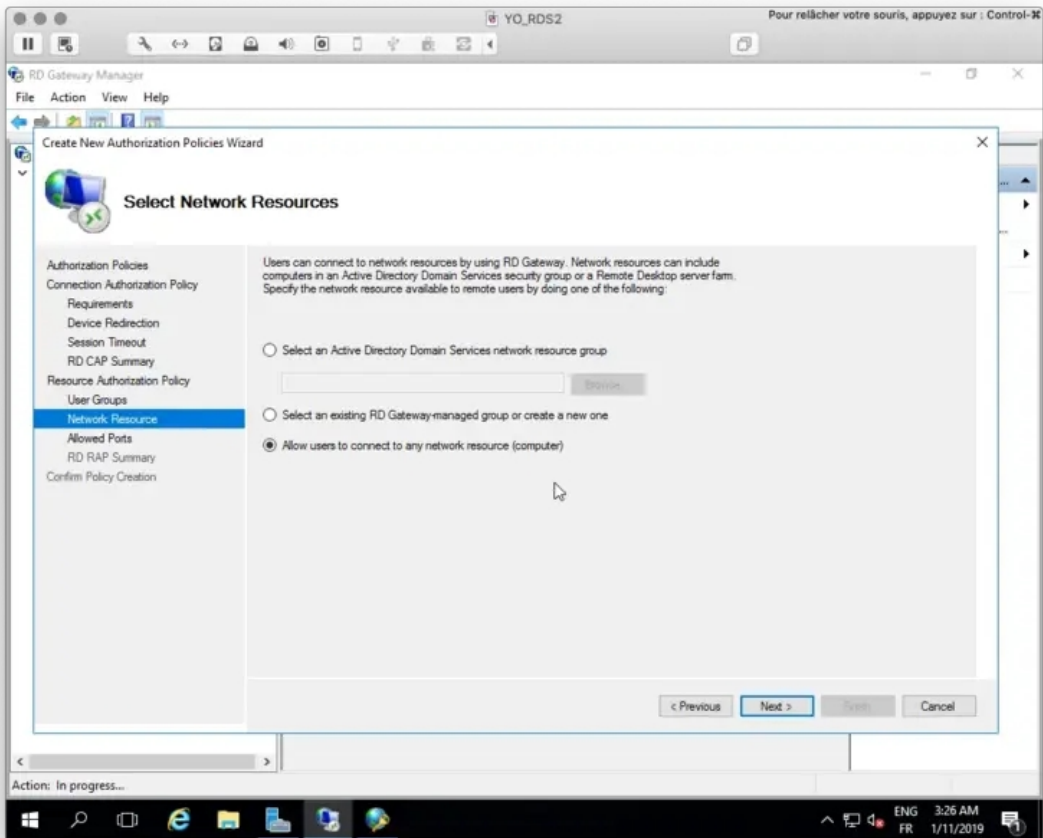 YO_RDS2
Pour relâcher votre souris, appuyez sur : Control-⌘
RD Gateway Manager
File Action View Help
Create New Authorization Policies Wizard
Select Network Resources
Authorization Policies
Connection Authorization Policy
Requirements
Device Redirection
Session Timeout
RD CAP Summary
Resource Authorization Policy
User Groups
Network Resource
Allowed Ports
RD RAP Summary
Confirm Policy Creation
Users can connect to network resources by using RD Gateway. Network resources can include
computers in an Active Directory Domain Services security group or a Remote Desktop server farm.
Specify the network resource available to remote users by doing one of the following:
Select an Active Directory Domain Services network resource group
Browse...
Select an existing RD Gateway-managed group or create a new one
Allow users to connect to any network resource (computer)
< Previous Next > Finish Cancel
Action: In progress...
ENG 3:26 AM
FR 1/11/2019